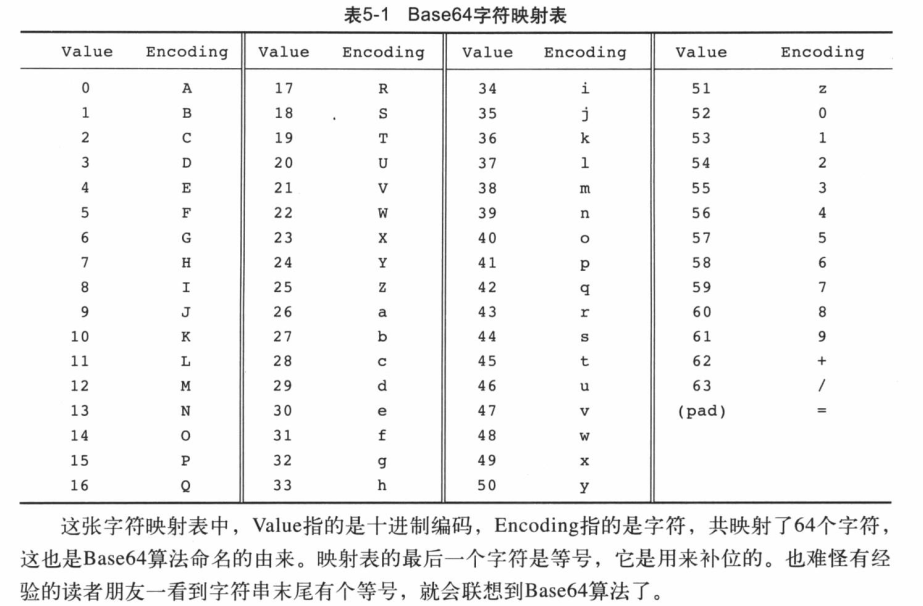 表5-1 Base64字符映射表
Value Encoding Value Encoding Value Encoding Value Encoding
0 A 17 R 34 i 51 z
1 B 18 S 35 j 52 0
2 C 19 T 36 k 53 1
3 D 20 U 37 l 54 2
4 E 21 V 38 m 55 3
5 F 22 W 39 n 56 4
6 G 23 X 40 o 57 5
7 H 24 Y 41 p 58 6
8 I 25 Z 42 q 59 7
9 J 26 a 43 r 60 8
10 K 27 b 44 s 61 9
11 L 28 c 45 t 62 +
12 M 29 d 46 u 63 /
13 N 30 e 47 v (pad) =
14 O 31 f 48 w
15 P 32 g 49 x
16 Q 33 h 50 y
这张字符映射表中，Value指的是十进制编码，Encoding指的是字符，共映射了64个字符，
这也是Base64算法命名的由来。映射表的最后一个字符是等号，它是用来补位的。也难怪有经
验的读者朋友一看到字符串末尾有个等号，就会联想到Base64算法了。